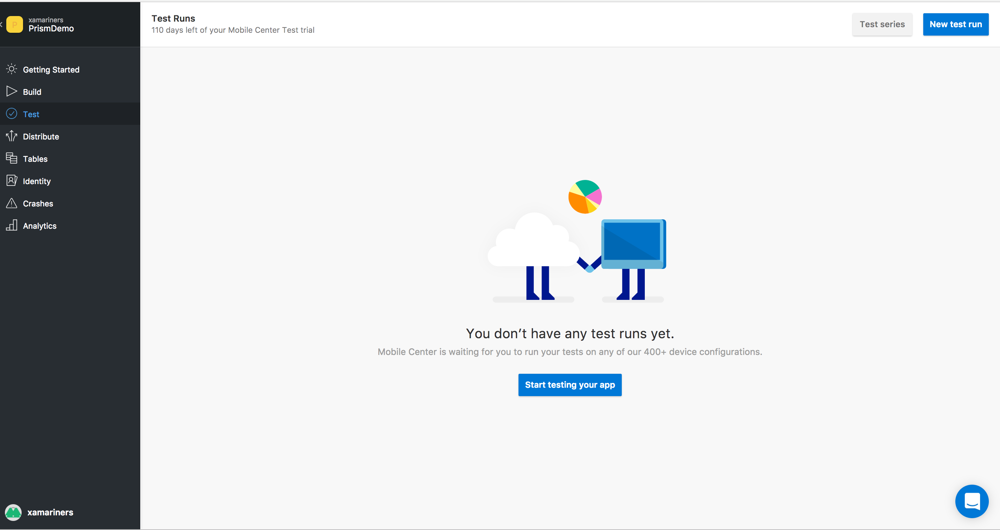 xamariners
P PrismDemo
Test Runs
110 days left of your Mobile Center Test trial
Test series
New test run
Getting Started
Build
Test
Distribute
Tables
Identity
Crashes
Analytics
You don’t have any test runs yet.
Mobile Center is waiting for you to run your tests on any of our 400+ device configurations.
Start testing your app
xamariners